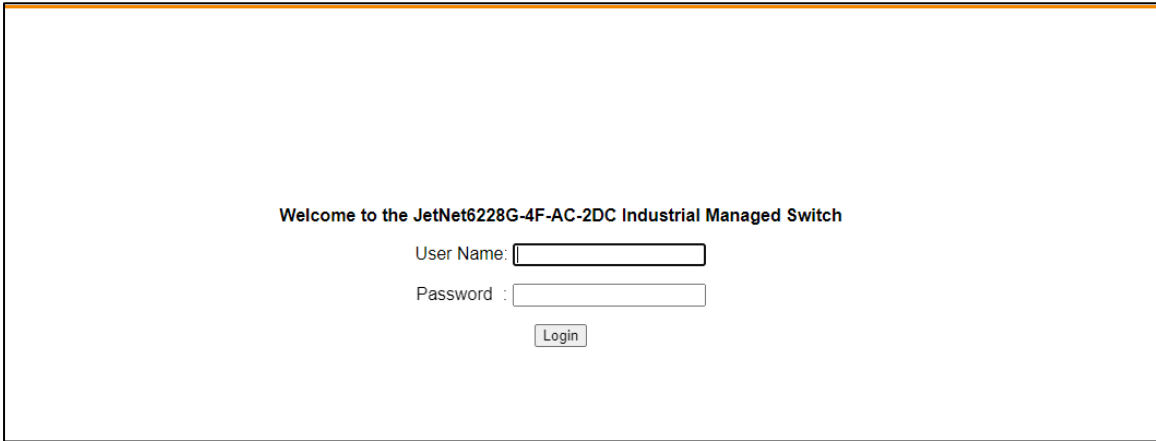 Welcome to the JetNet6228G-4F-AC-2DC Industrial Managed Switch
User Name:
Password :
Login